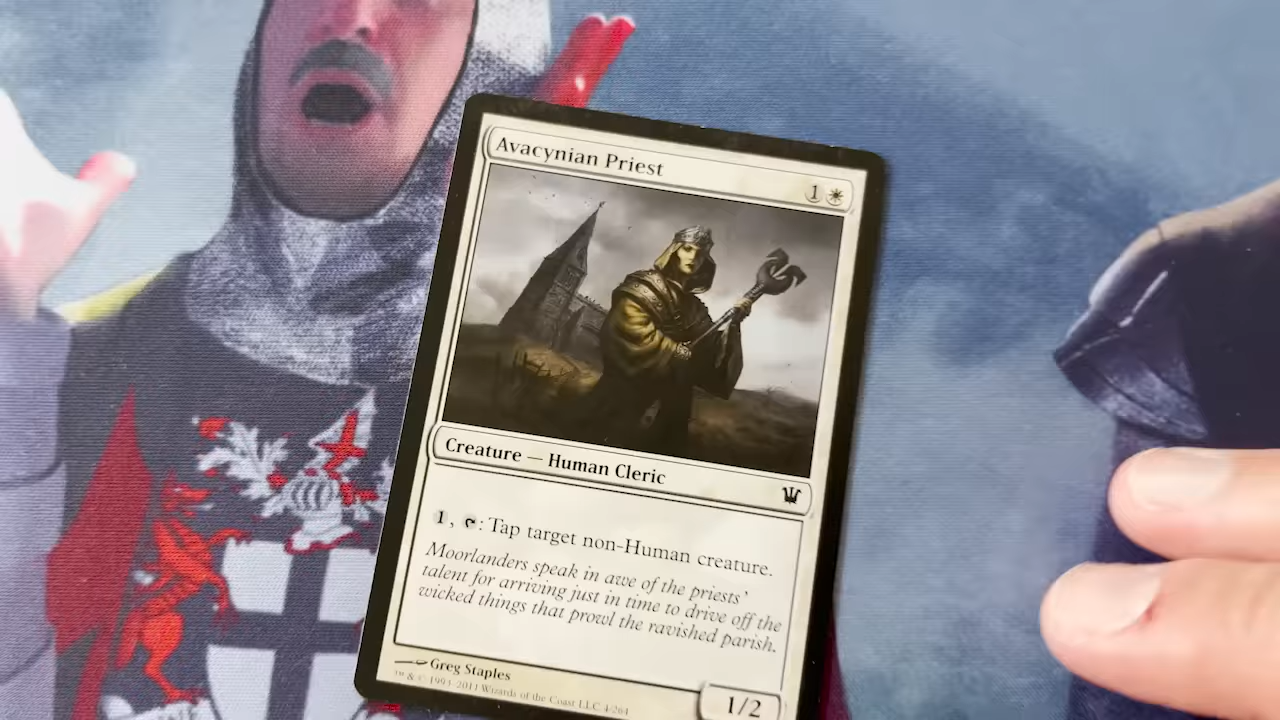 Avacynian Priest
1
Creature — Human Cleric
1, : Tap target non-Human creature.
Moorlanders speak in awe of the priests'
talent for arriving just in time to drive off the
wicked things that prowl the ravished parish.
Greg Staples
™ & © 1993–2011 Wizards of the Coast LLC 4/264
1/2